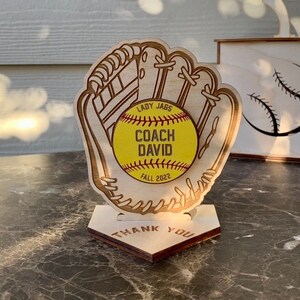 LADY JAGS
COACH
DAVID
FALL 2022
THANK YOU